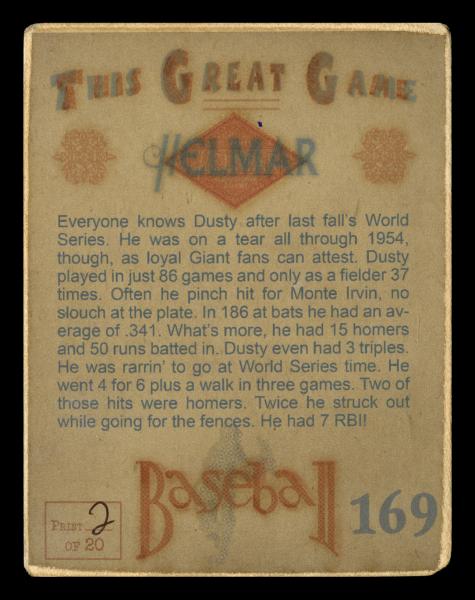 This Great Game
HELMAR
Everyone knows Dusty after last fall's World
Series. He was on a tear all through 1954,
though, as loyal Giant fans can attest. Dusty
played in just 86 games and only as a fielder 37
times. Often he pinch hit for Monte Irvin, no
slouch at the plate. In 186 at bats he had an av-
erage of .341. What's more, he had 15 homers
and 50 runs batted in. Dusty even had 3 triples.
He was rarrin' to go at World Series time. He
went 4 for 6 plus a walk in three games. Two of
those hits were homers. Twice he struck out
while going for the fences. He had 7 RBI!
Baseball
169
Print 2
of 20